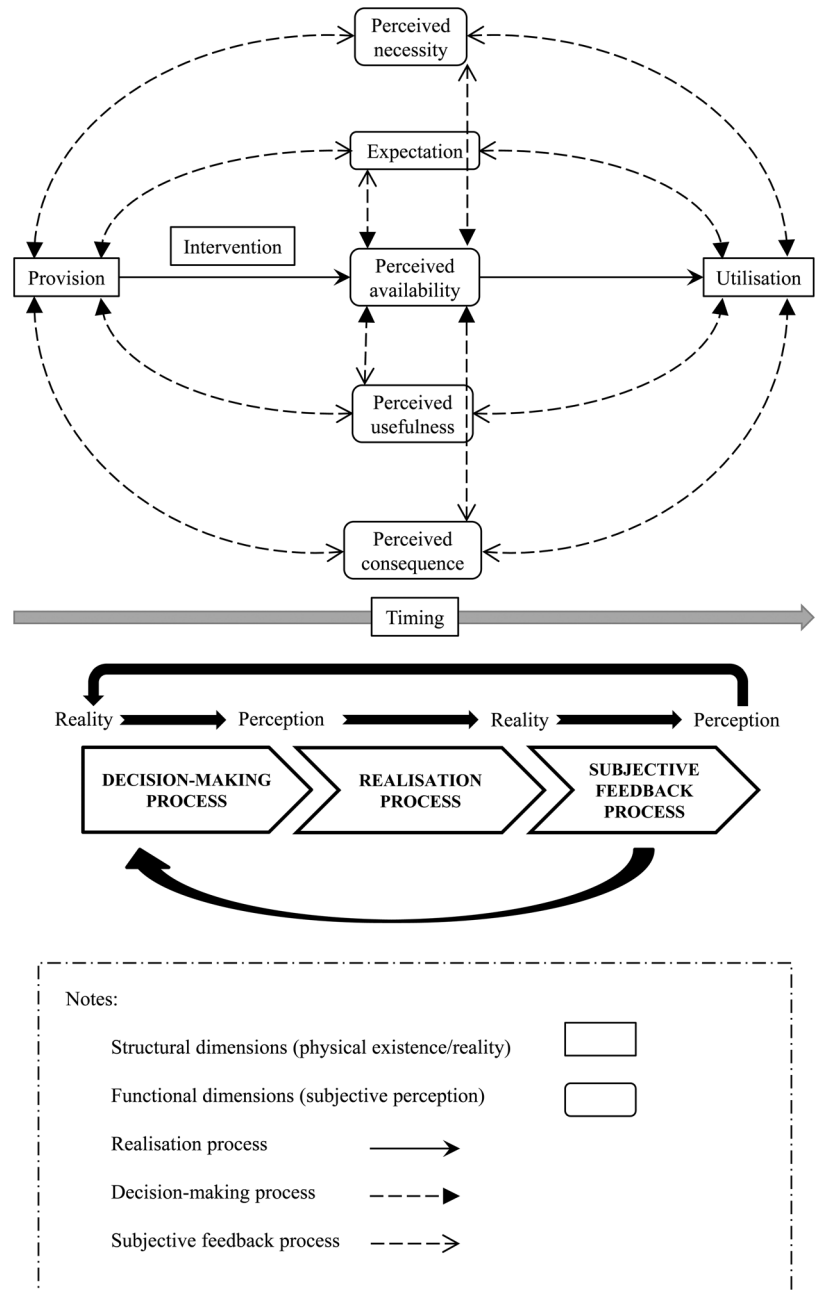 Perceived
necessity
Expectation
Intervention
Provision
Perceived
availability
Utilisation
Perceived
usefulness
Perceived
consequence
Timing
Reality
Perception
Reality
Perception
DECISION-MAKING
PROCESS
REALISATION
PROCESS
SUBJECTIVE
FEEDBACK
PROCESS
Notes:
Structural dimensions (physical existence/reality)
Functional dimensions (subjective perception)
Realisation process
Decision-making process
Subjective feedback process